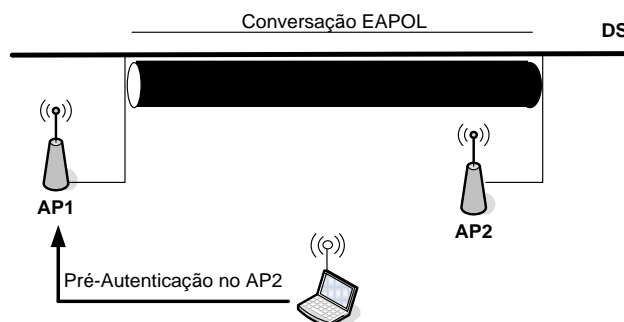 Conversação EAPOL
DS
AP1
AP2
Pré-Autenticação no AP2